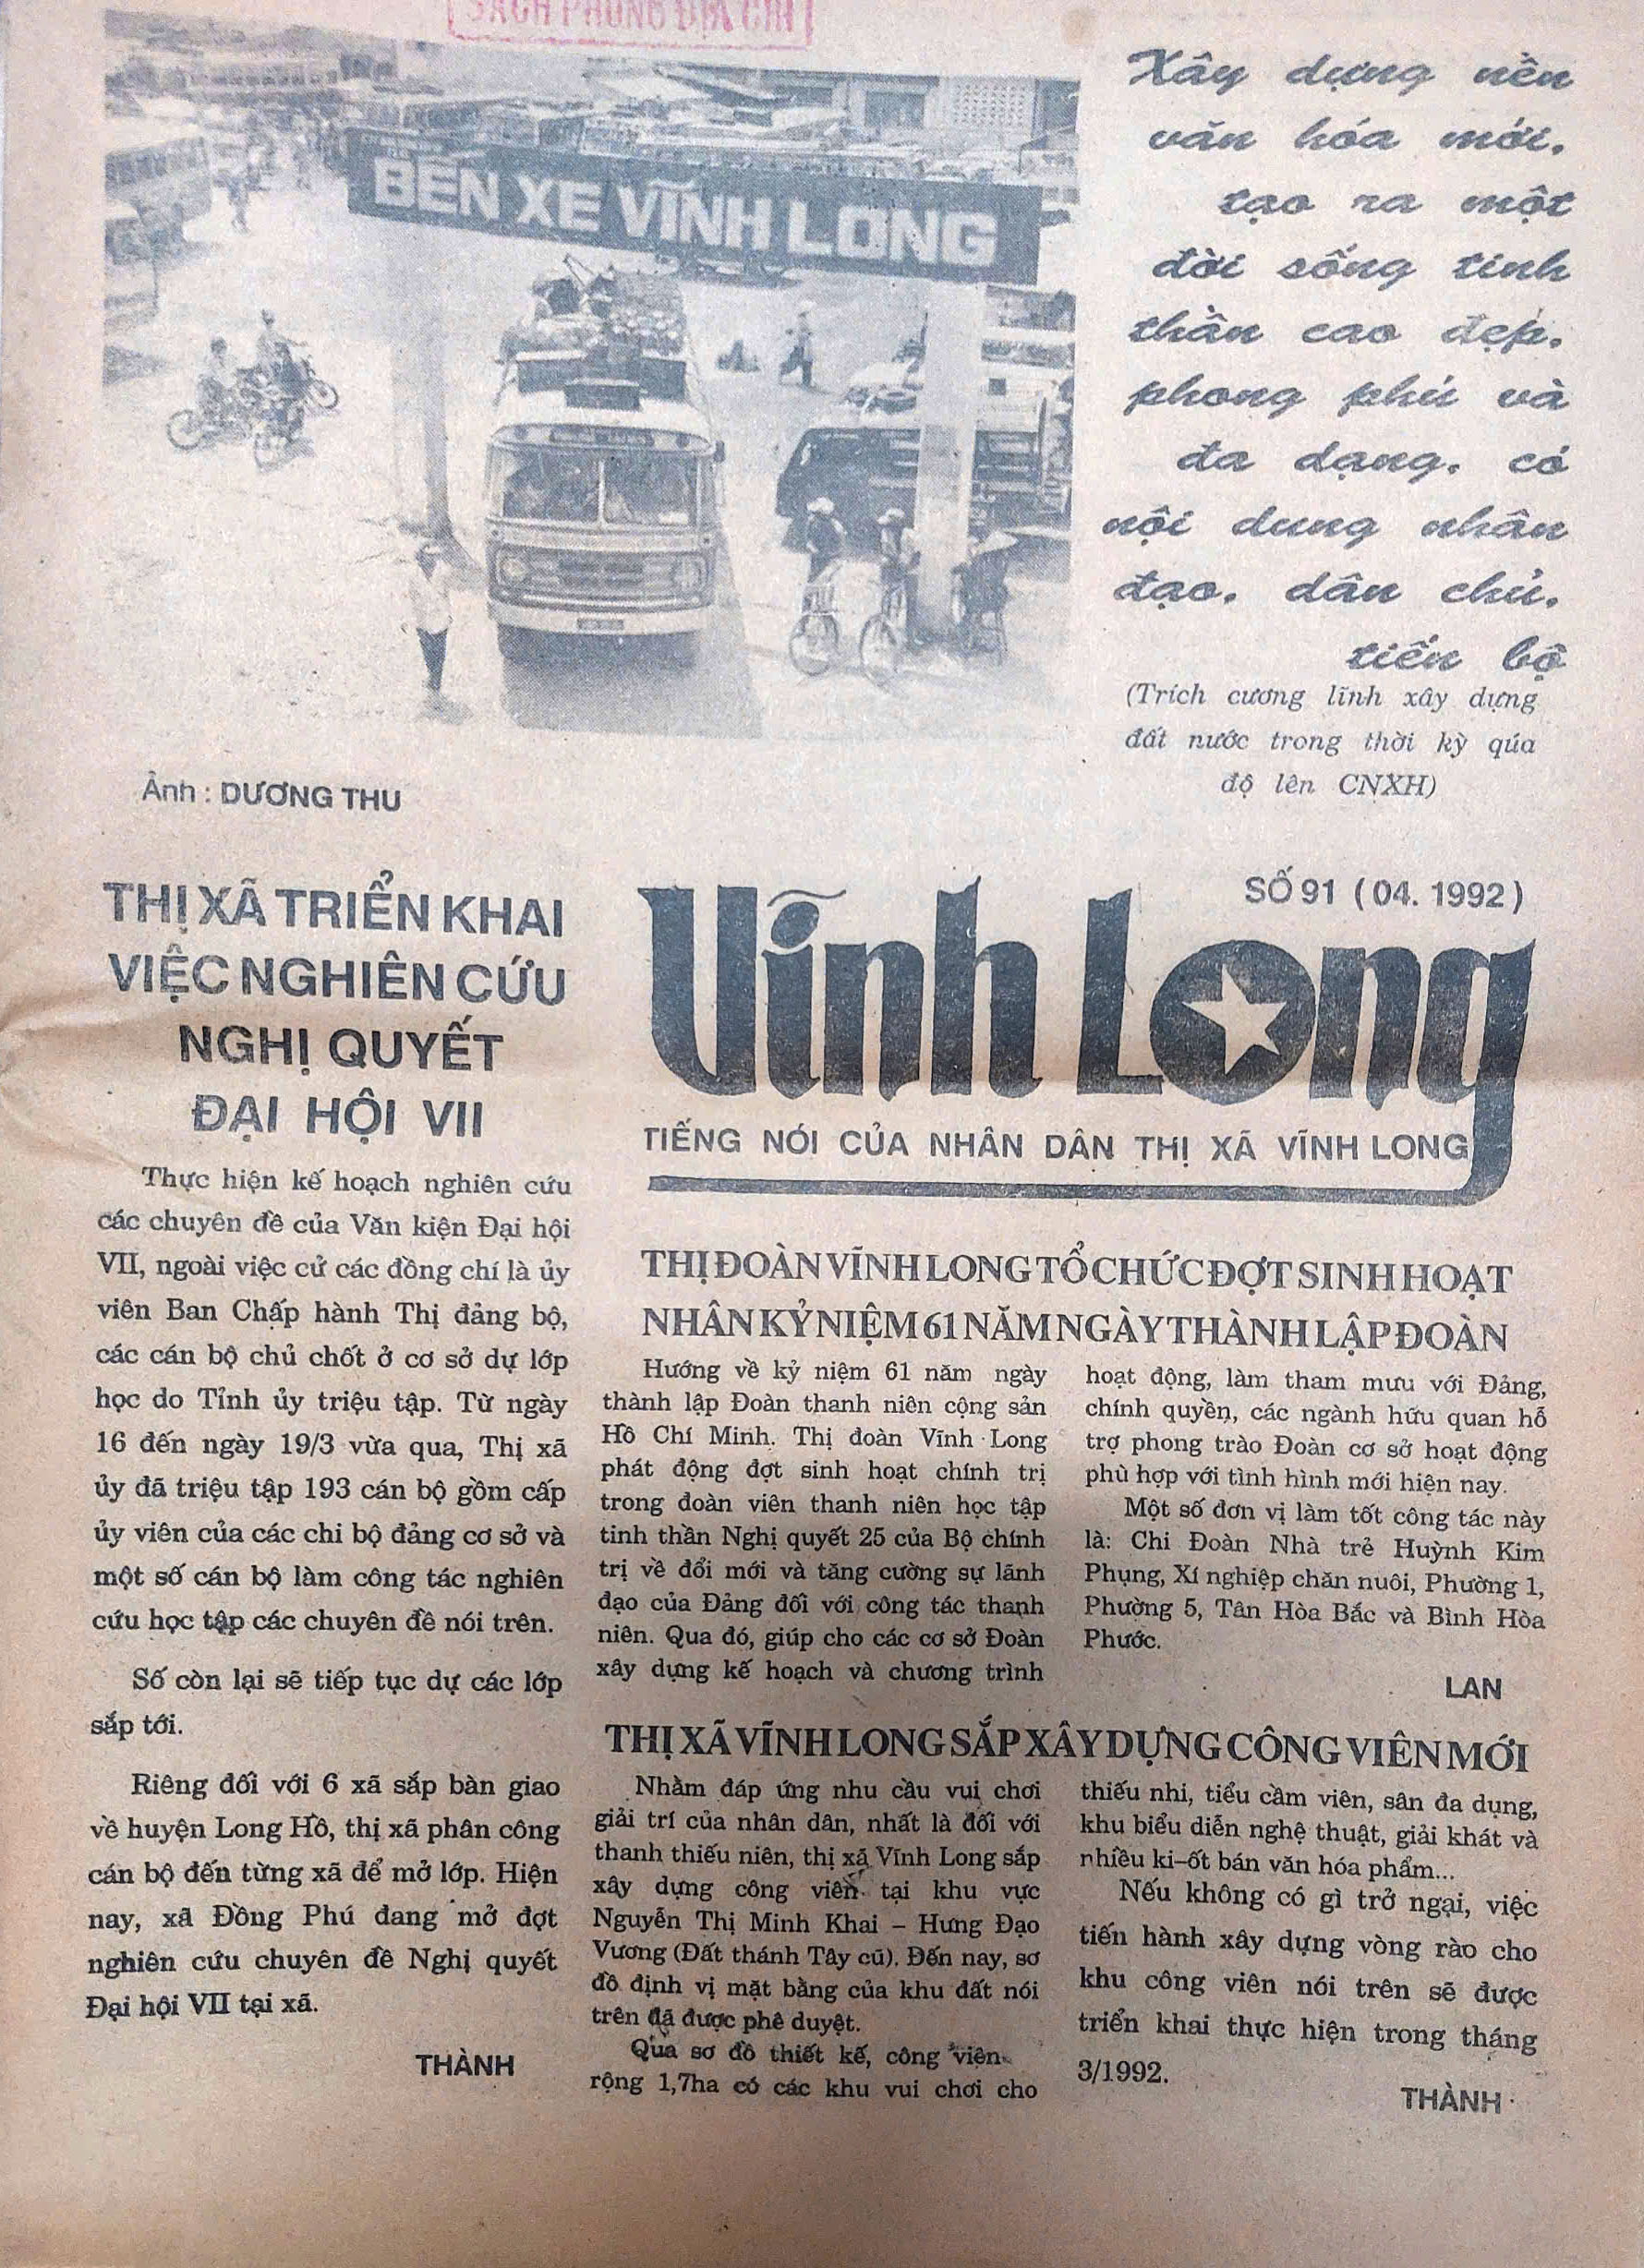 SÁCH PHÒNG ĐỊA CHÍ
BẾN XE VĨNH LONG
Xây dựng nền
văn hóa mới,
tạo ra một
đời sống tinh
thần cao đẹp,
phong phú và
đa dạng, có
nội dung nhân
đạo, dân chủ,
tiến bộ
(Trích cương lĩnh xây dựng
đất nước trong thời kỳ qúa
độ lên CNXH)
Ảnh : DƯƠNG THU
THỊ XÃ TRIỂN KHAI
VIỆC NGHIÊN CỨU
NGHỊ QUYẾT
ĐẠI HỘI VII
Thực hiện kế hoạch nghiên cứu
các chuyên đề của Văn kiện Đại hội
VII, ngoài việc cử các đồng chí là ủy
viên Ban Chấp hành Thị đảng bộ,
các cán bộ chủ chốt ở cơ sở dự lớp
học do Tỉnh ủy triệu tập. Từ ngày
16 đến ngày 19/3 vừa qua, Thị xã
ủy đã triệu tập 193 cán bộ gồm cấp
ủy viên của các chi bộ đảng cơ sở và
một số cán bộ làm công tác nghiên
cứu học tập các chuyên đề nói trên.
Số còn lại sẽ tiếp tục dự các lớp
sắp tới.
Riêng đối với 6 xã sắp bàn giao
về huyện Long Hồ, thị xã phân công
cán bộ đến từng xã để mở lớp. Hiện
nay, xã Đồng Phú đang mở đợt
nghiên cứu chuyên đề Nghị quyết
Đại hội VII tại xã.
THÀNH
SỐ 91 (04. 1992)
Vĩnh Long
TIẾNG NÓI CỦA NHÂN DÂN THỊ XÃ VĨNH LONG
THỊ ĐOÀN VĨNH LONG TỔ CHỨC ĐỢT SINH HOẠT
NHÂN KỶ NIỆM 61 NĂM NGÀY THÀNH LẬP ĐOÀN
Hướng về kỷ niệm 61 năm ngày
thành lập Đoàn thanh niên cộng sản
Hồ Chí Minh. Thị đoàn Vĩnh Long
phát động đợt sinh hoạt chính trị
trong đoàn viên thanh niên học tập
tinh thần Nghị quyết 25 của Bộ chính
trị về đổi mới và tăng cường sự lãnh
đạo của Đảng đối với công tác thanh
niên. Qua đó, giúp cho các cơ sở Đoàn
xây dựng kế hoạch và chương trình
hoạt động, làm tham mưu với Đảng,
chính quyền, các ngành hữu quan hỗ
trợ phong trào Đoàn cơ sở hoạt động
phù hợp với tình hình mới hiện nay.
Một số đơn vị làm tốt công tác này
là: Chi Đoàn Nhà trẻ Huỳnh Kim
Phụng, Xí nghiệp chăn nuôi, Phường 1,
Phường 5, Tân Hòa Bắc và Bình Hòa
Phước.
LAN
THỊ XÃ VĨNH LONG SẮP XÂY DỰNG CÔNG VIÊN MỚI
Nhằm đáp ứng nhu cầu vui chơi
giải trí của nhân dân, nhất là đối với
thanh thiếu niên, thị xã Vĩnh Long sắp
xây dựng công viên tại khu vực
Nguyễn Thị Minh Khai – Hưng Đạo
Vương (Đất thánh Tây cũ). Đến nay, sơ
đồ định vị mặt bằng của khu đất nói
trên đã được phê duyệt.
Qua sơ đồ thiết kế, công viên
rộng 1,7ha có các khu vui chơi cho
thiếu nhi, tiểu cầm viên, sân đa dụng,
khu biểu diễn nghệ thuật, giải khát và
nhiều ki–ốt bán văn hóa phẩm...
Nếu không có gì trở ngại, việc
tiến hành xây dựng vòng rào cho
khu công viên nói trên sẽ được
triển khai thực hiện trong tháng
3/1992.
THÀNH